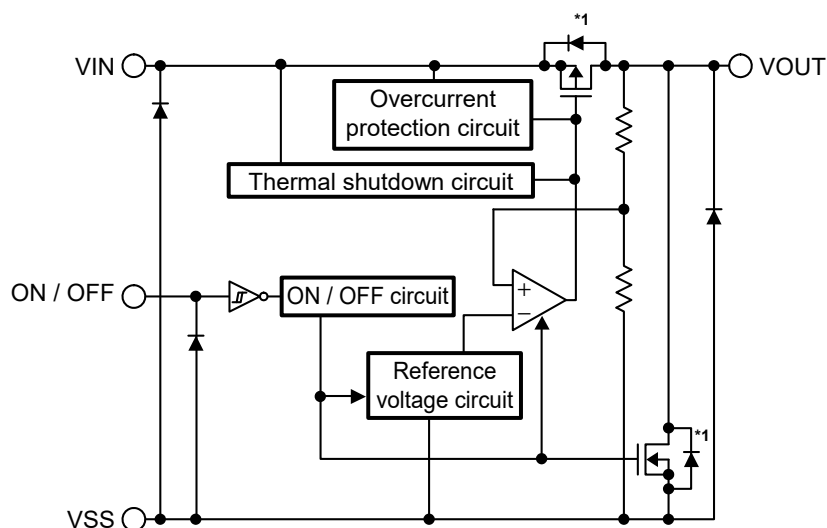 *1
VIN
VOUT
Overcurrent
protection circuit
Thermal shutdown circuit
ON / OFF
ON / OFF circuit
+
−
Reference
voltage circuit
*1
VSS